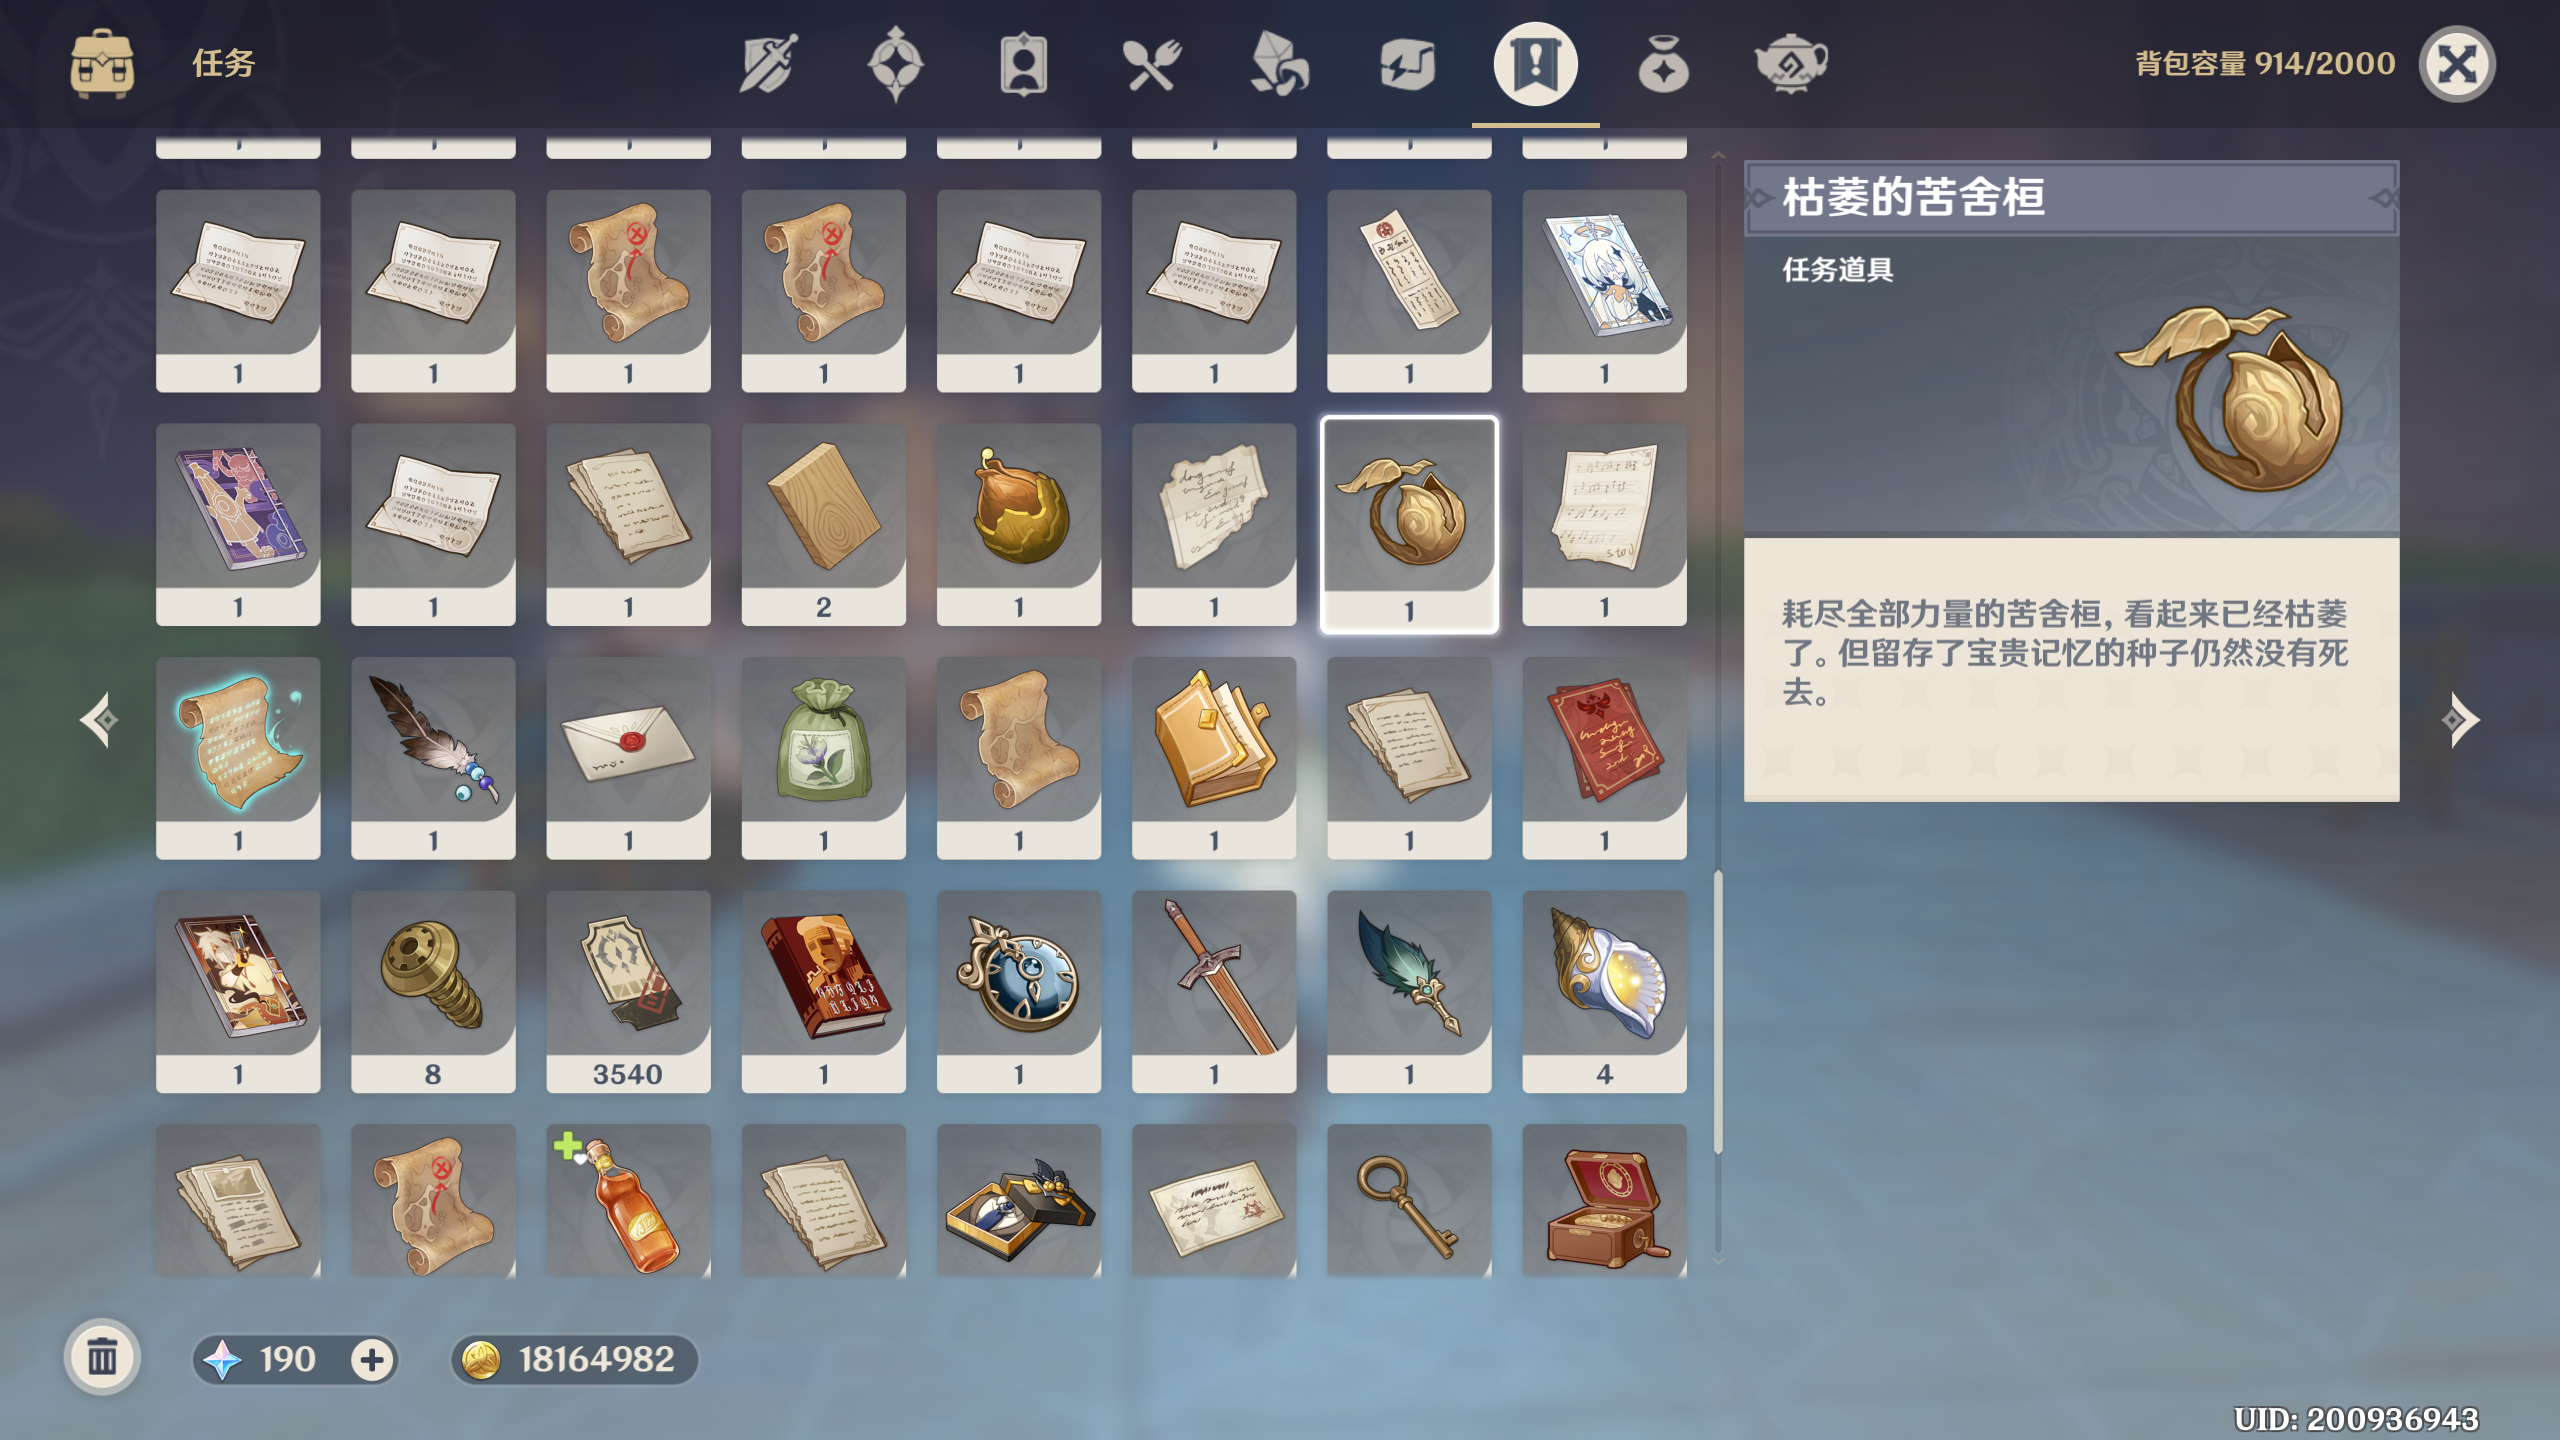 任务
背包容量 914/2000
枯萎的苦舍桓
任务道具
耗尽全部力量的苦舍桓，看起来已经枯萎
了。但留存了宝贵记忆的种子仍然没有死
去。
1 1 1 1 1 1 1 1
1 1 1 2 1 1 1 1
1 1 1 1 1 1 1 1
1 8 3540 1 1 1 1 4
190
18164982
UID: 200936943